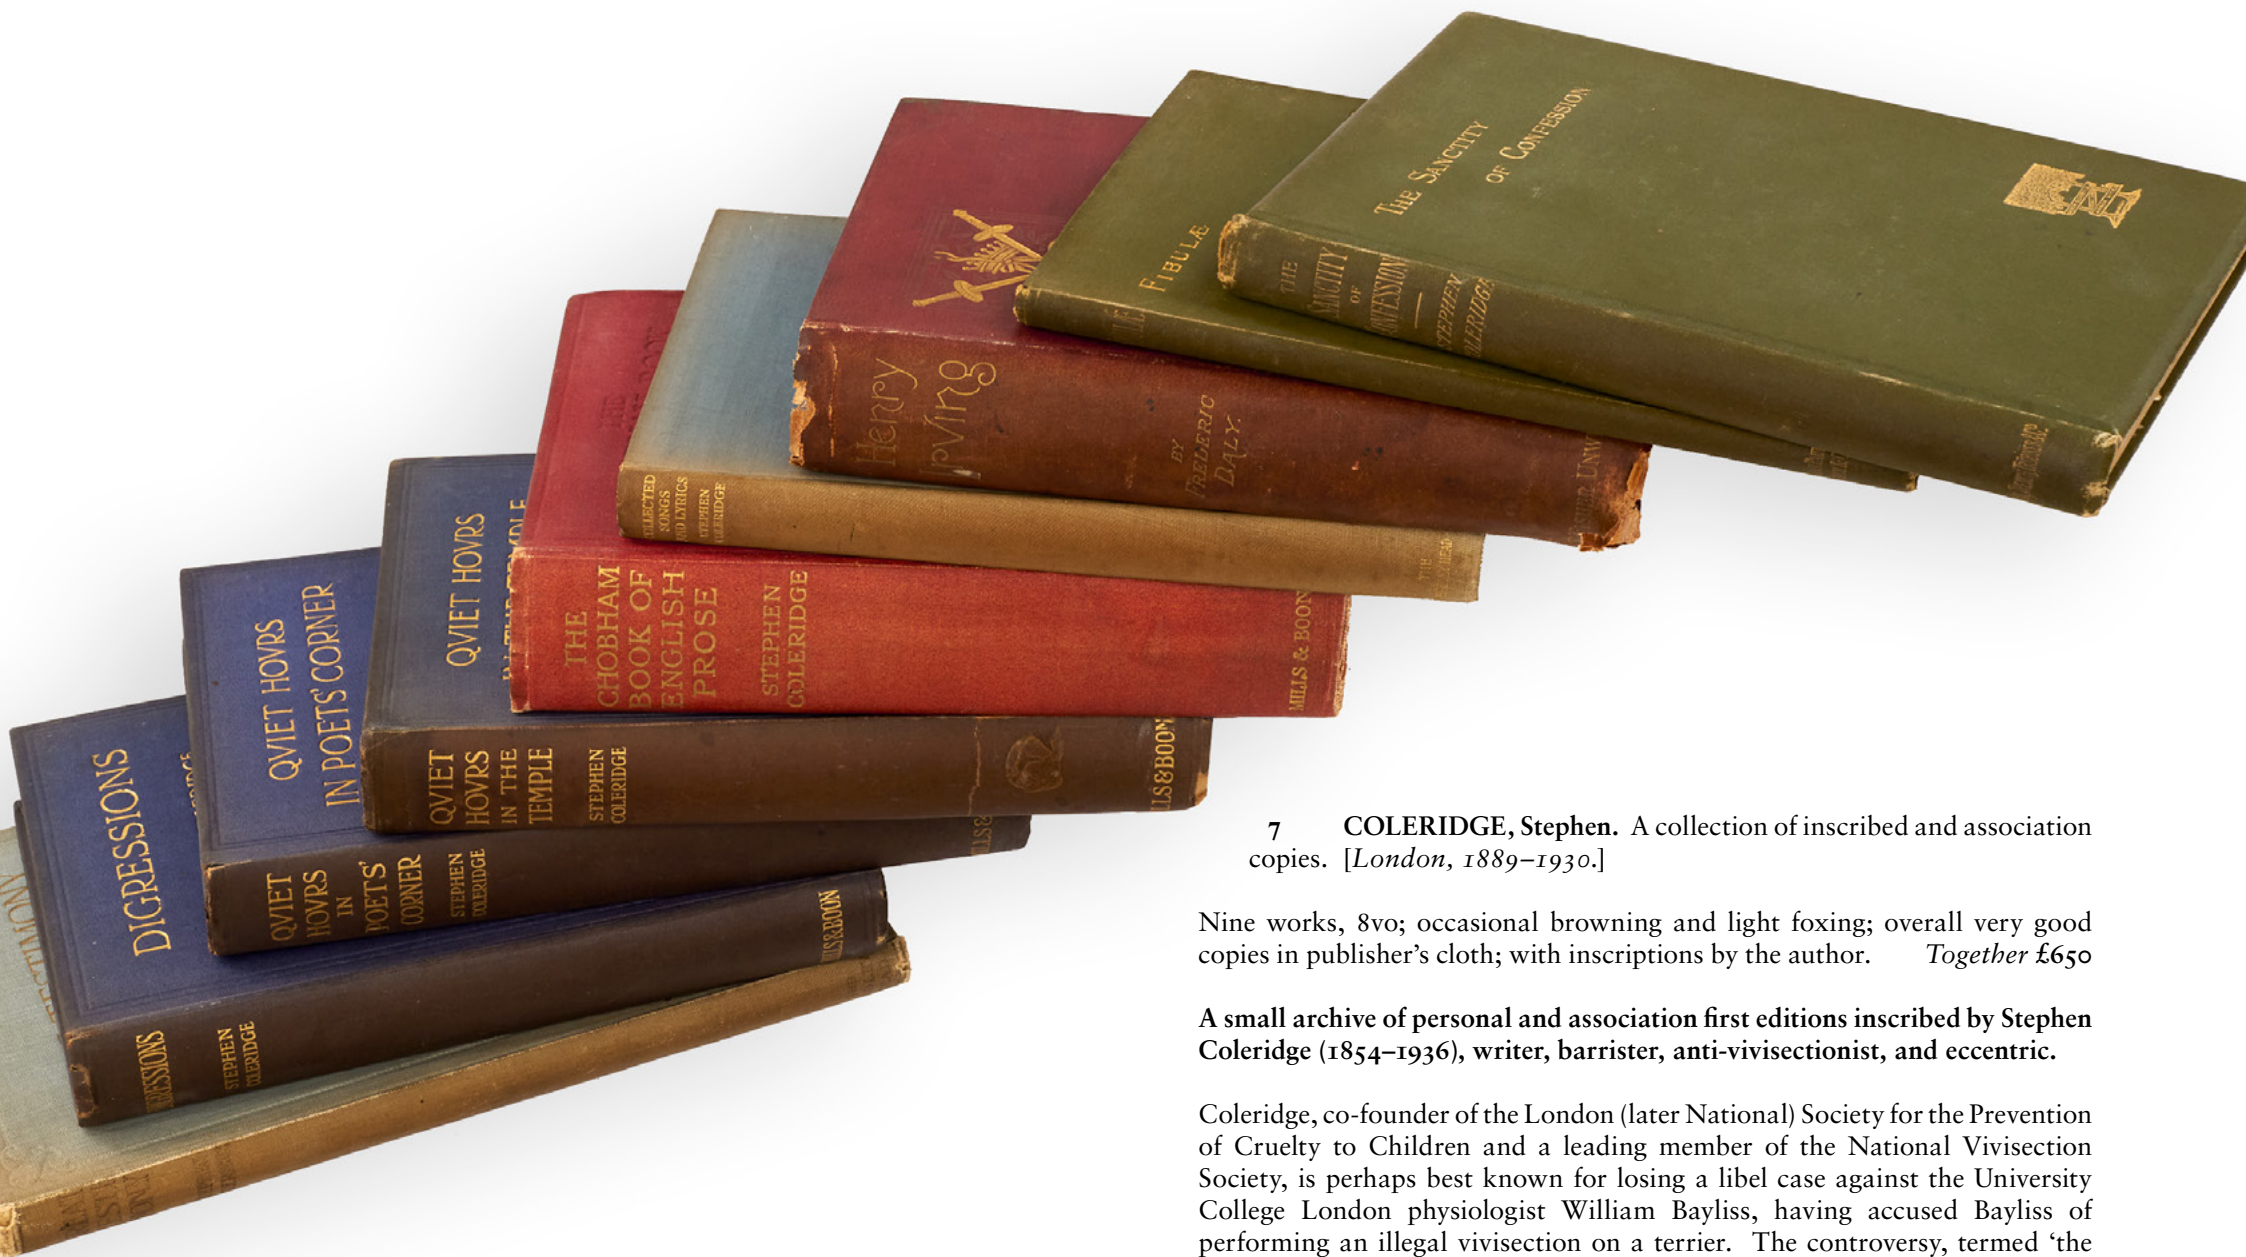 THE SANCTITY
OF CONFESSION
THE
SANCTITY
OF
CONFESSION
STEPHEN
COLERIDGE
FIBULÆ
Henry
Irving
BY
FREDERIC
DALY.
SONGS
AND LYRICS
STEPHEN
COLERIDGE
THE
CHOBHAM
BOOK OF
ENGLISH
PROSE
STEPHEN
COLERIDGE
MILLS & BOON
QVIET HOVRS
QVIET
HOVRS
IN THE
TEMPLE
STEPHEN
COLERIDGE
LLS&BOON
QVIET HOVRS
IN POETS' CORNER
QVIET
HOVRS
IN
POETS'
CORNER
STEPHEN
COLERIDGE
DIGRESSIONS
DIGRESSIONS
STEPHEN
COLERIDGE
MILLS&BOON
7 COLERIDGE, Stephen. A collection of inscribed and association
copies. [London, 1889–1930.]
Nine works, 8vo; occasional browning and light foxing; overall very good
copies in publisher’s cloth; with inscriptions by the author. Together £650
A small archive of personal and association first editions inscribed by Stephen
Coleridge (1854–1936), writer, barrister, anti-vivisectionist, and eccentric.
Coleridge, co-founder of the London (later National) Society for the Prevention
of Cruelty to Children and a leading member of the National Vivisection
Society, is perhaps best known for losing a libel case against the University
College London physiologist William Bayliss, having accused Bayliss of
performing an illegal vivisection on a terrier. The controversy, termed ‘the